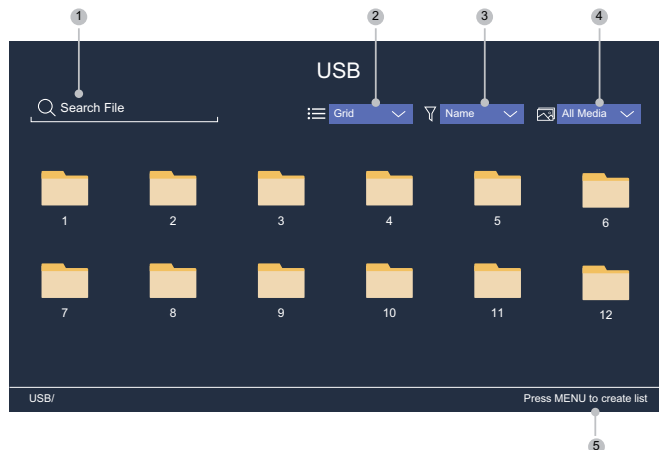 1 2 3 4
USB
Search File Grid Name All Media
1 2 3 4 5 6
7 8 9 10 11 12
USB/ Press MENU to create list
5